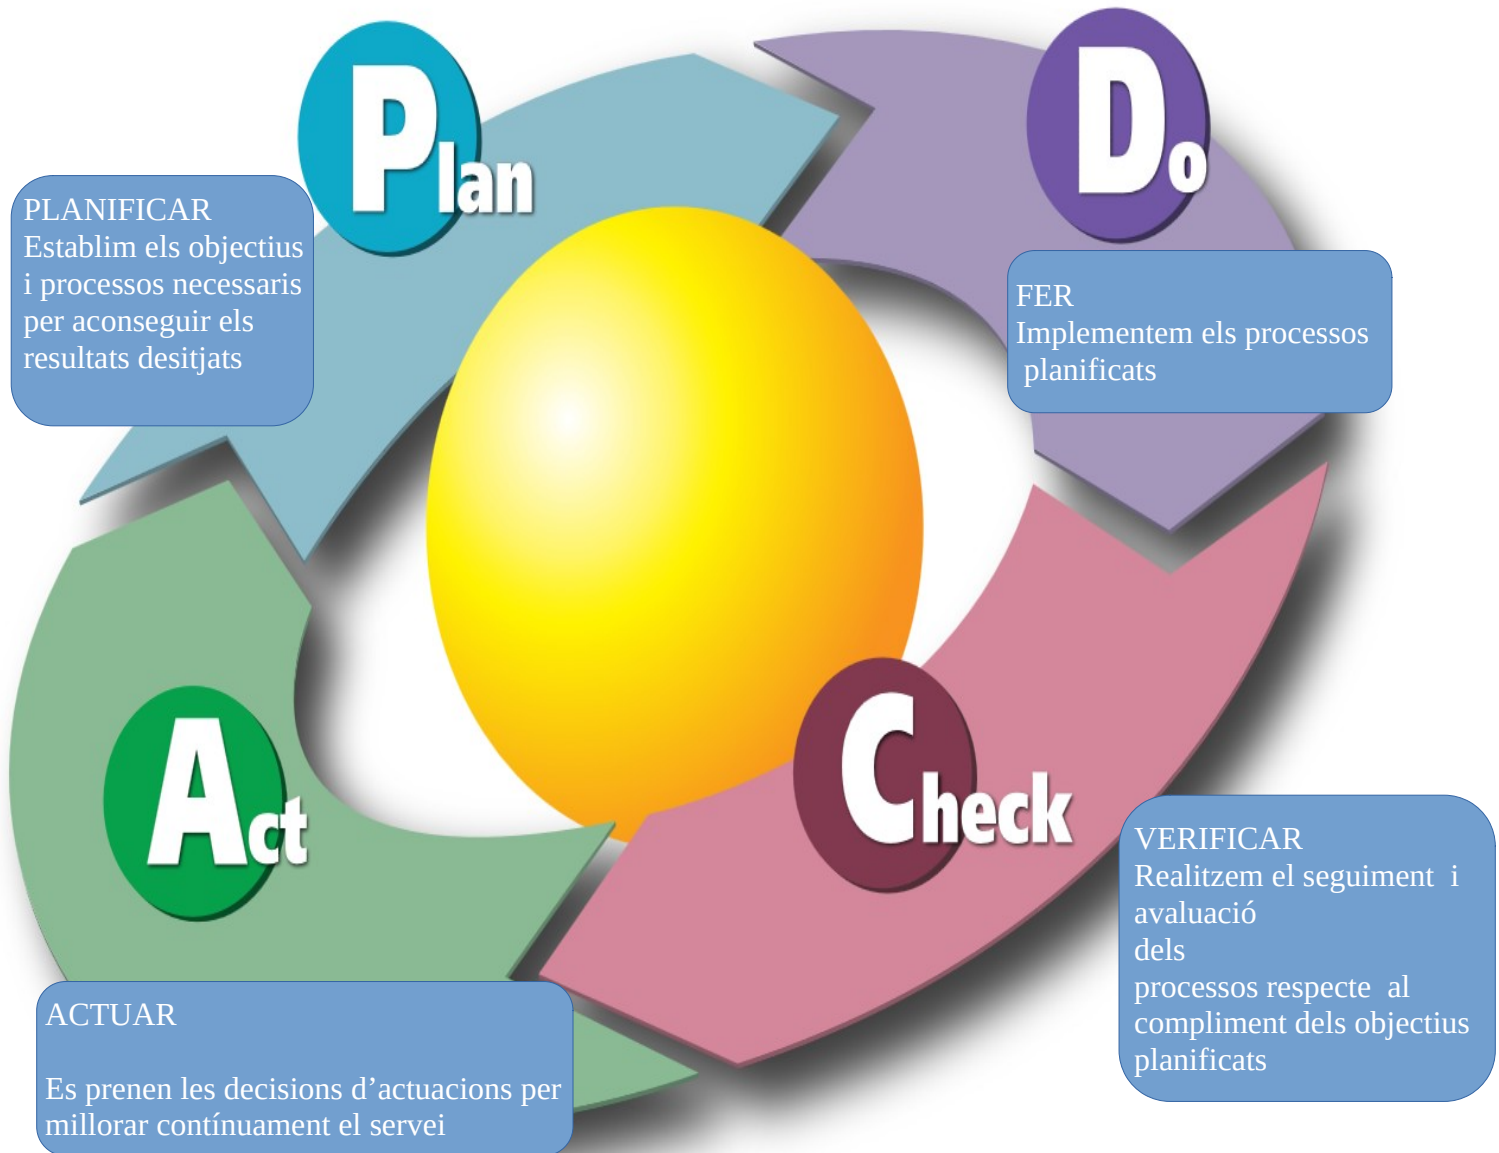 Plan
Do
PLANIFICAR
Establim els objectius
i processos necessaris
per aconseguir els
resultats desitjats
FER
Implementem els processos
planificats
Act
Check
VERIFICAR
Realitzem el seguiment  i
avaluació
dels
processos respecte  al
compliment dels objectius
planificats
ACTUAR
Es prenen les decisions d’actuacions per
millorar contínuament el servei